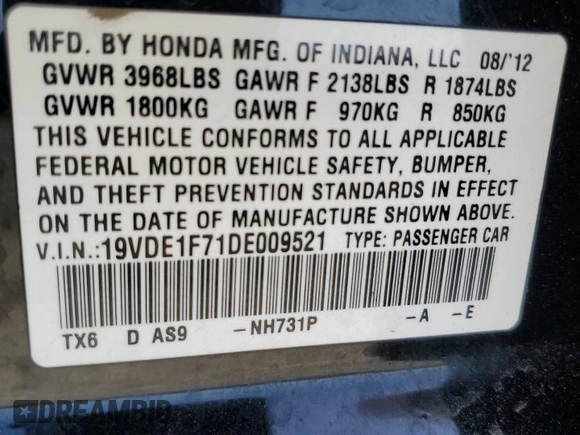 MFD. BY HONDA MFG. OF INDIANA, LLC 08/'12
GVWR 3968LBS GAWR F 2138LBS R 1874LBS
GVWR 1800KG GAWR F 970KG R 850KG
THIS VEHICLE CONFORMS TO ALL APPLICABLE
FEDERAL MOTOR VEHICLE SAFETY, BUMPER,
AND THEFT PREVENTION STANDARDS IN EFFECT
ON THE DATE OF MANUFACTURE SHOWN ABOVE.
V.I.N.:19VDE1F71DE009521 TYPE: PASSENGER CAR
TX6 D AS9 -NH731P -A -E
DREAMBID